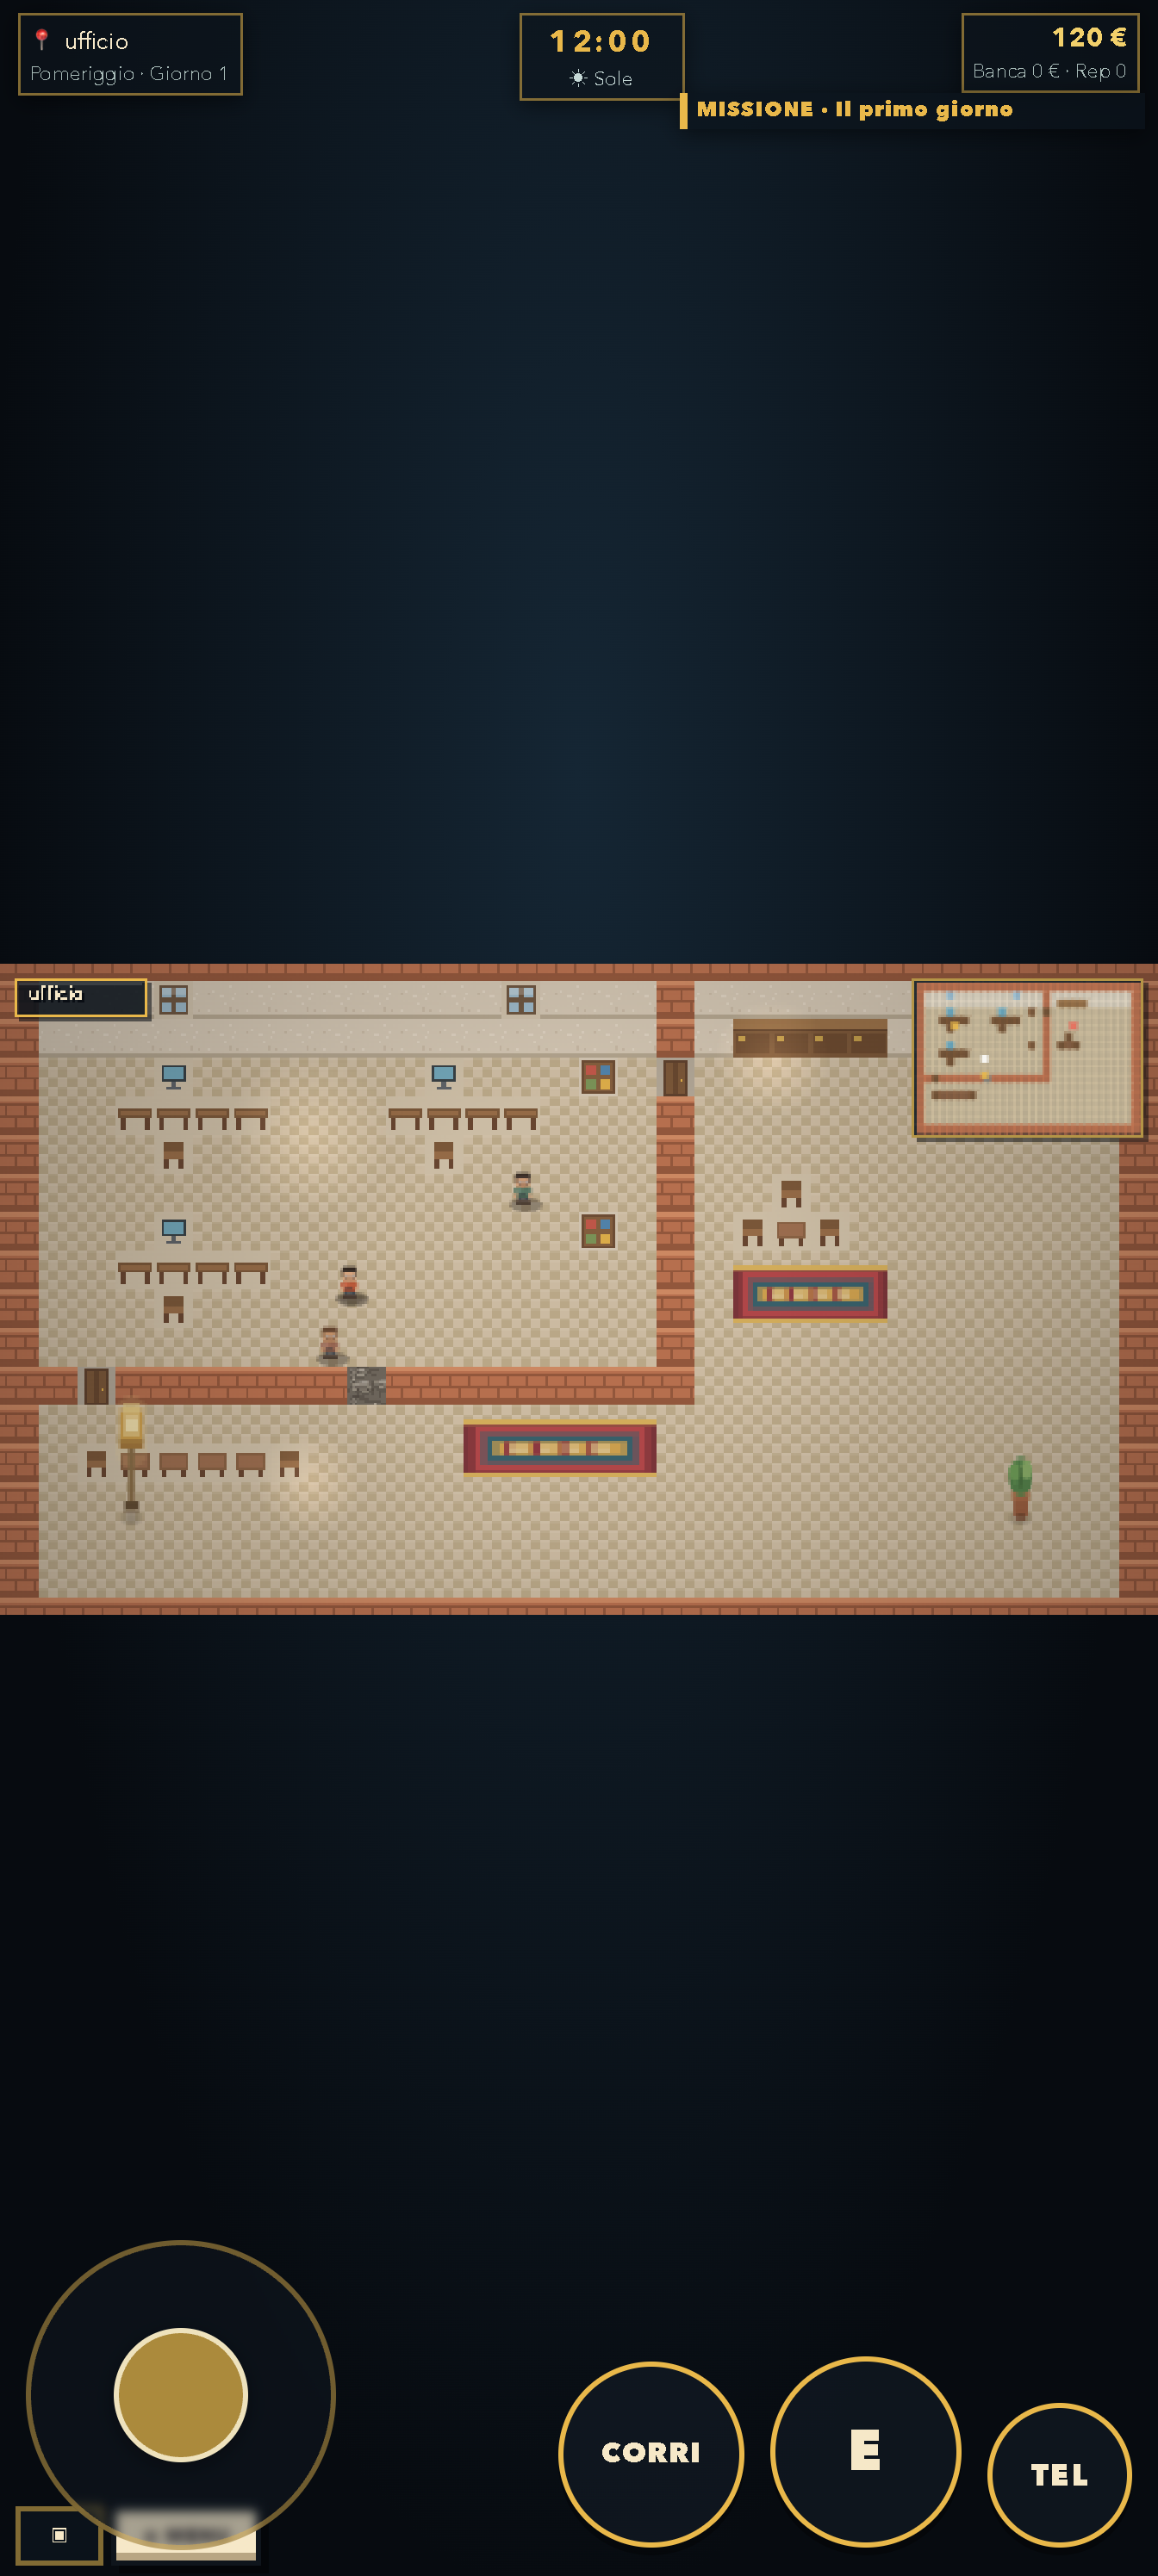 ufficio
Pomeriggio · Giorno 1
12:00
Sole
120 €
Banca 0 € · Rep 0
MISSIONE · Il primo giorno
ufficio
CORRI
E
TEL